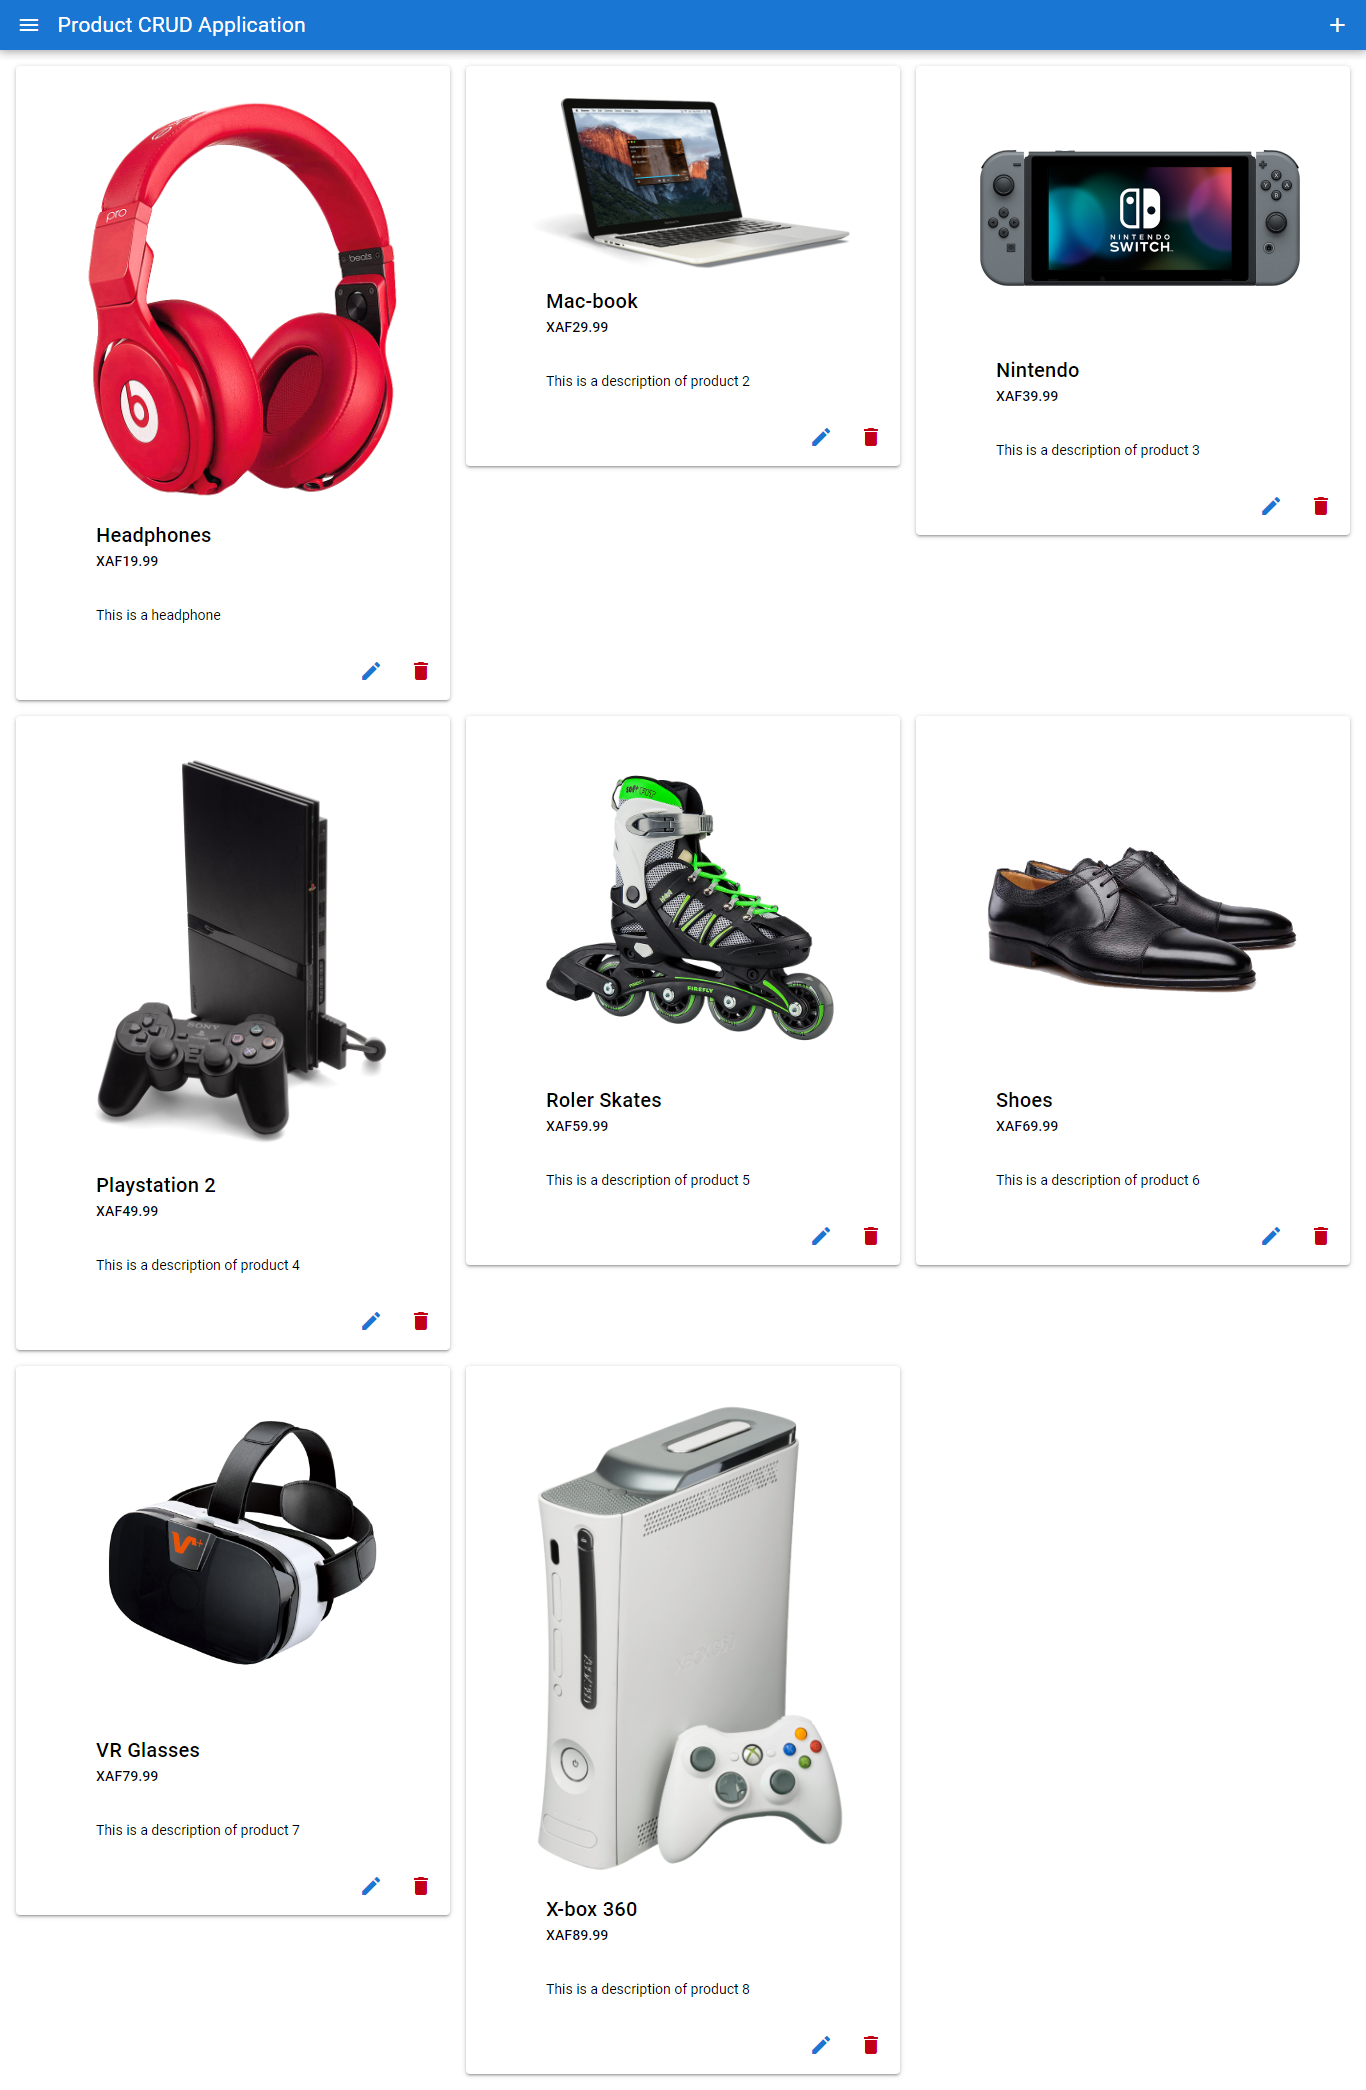 Product CRUD Application
pro
beats
Headphones
XAF19.99
This is a headphone
Mac-book
XAF29.99
This is a description of product 2
NINTENDO
SWITCH
Nintendo
XAF39.99
This is a description of product 3
SONY
Playstation 2
XAF49.99
This is a description of product 4
FIREFLY
Roler Skates
XAF59.99
This is a description of product 5
Shoes
XAF69.99
This is a description of product 6
VR Glasses
XAF79.99
This is a description of product 7
X-box 360
XAF89.99
This is a description of product 8